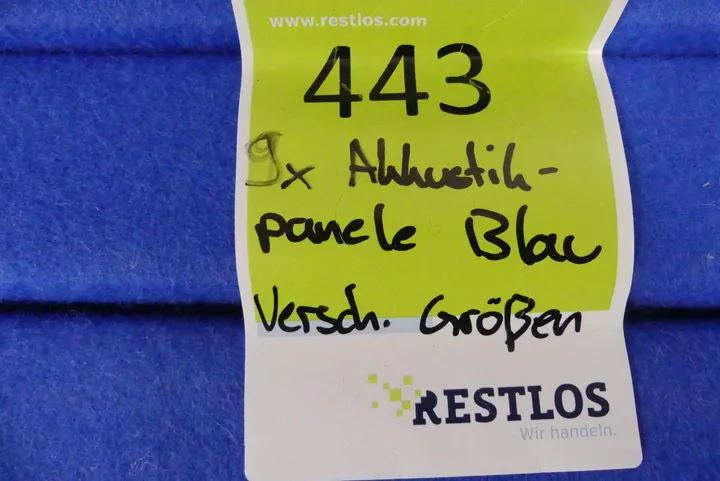 www.restlos.com
443
9x Akkustik-
panele Blau
Versch. Größen
RESTLOS
Wir handeln.